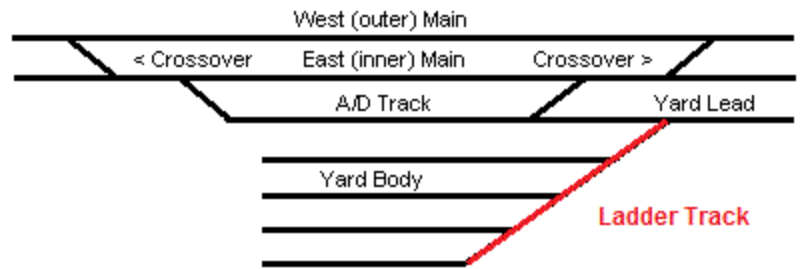 West (outer) Main
< Crossover East (inner) Main Crossover >
A/D Track Yard Lead
Yard Body
Ladder Track